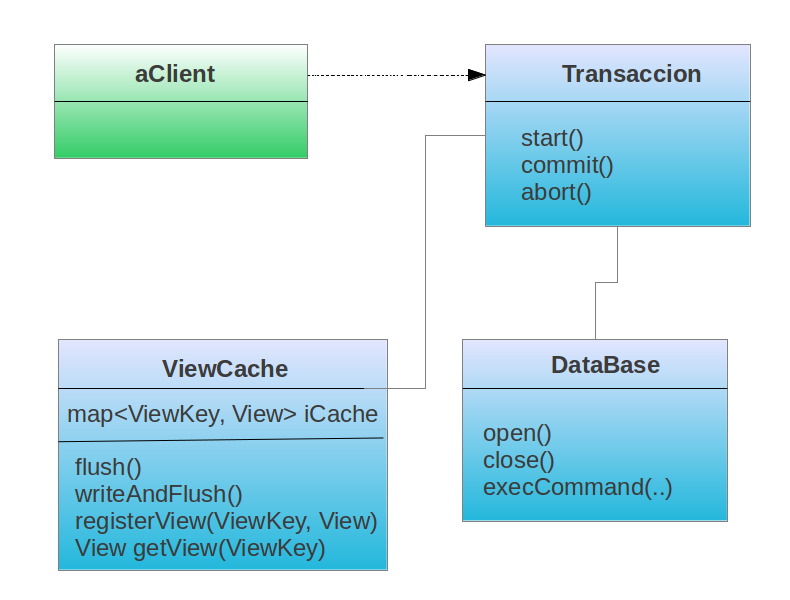 aClient
Transaccion
start()
commit()
abort()
ViewCache
map<ViewKey, View> iCache
flush()
writeAndFlush()
registerView(ViewKey, View)
View getView(ViewKey)
DataBase
open()
close()
execCommand(..)